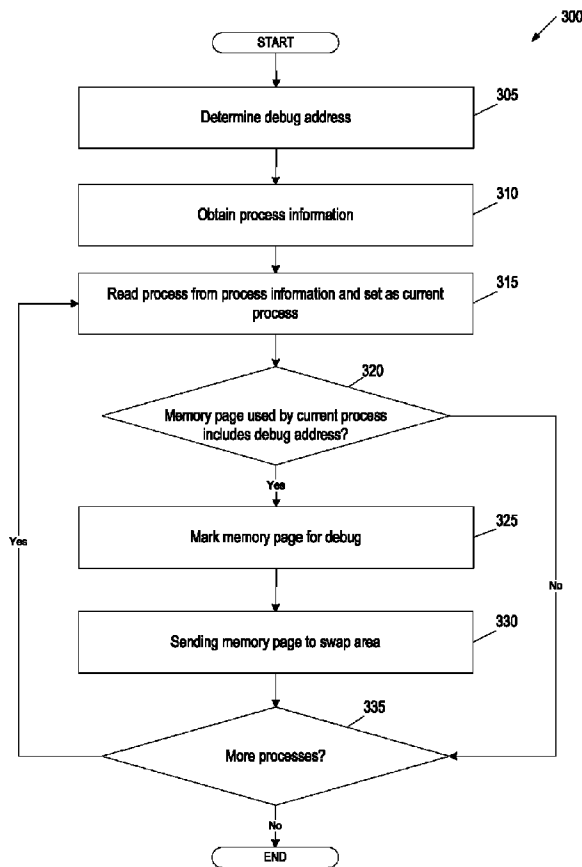 300
START
305
Determine debug address
310
Obtain process information
315
Read process from process information and set as current
process
320
Memory page used by current process
includes debug address?
Yes
Yes
325
Mark memory page for debug
No
330
Sending memory page to swap area
335
More processes?
No
END